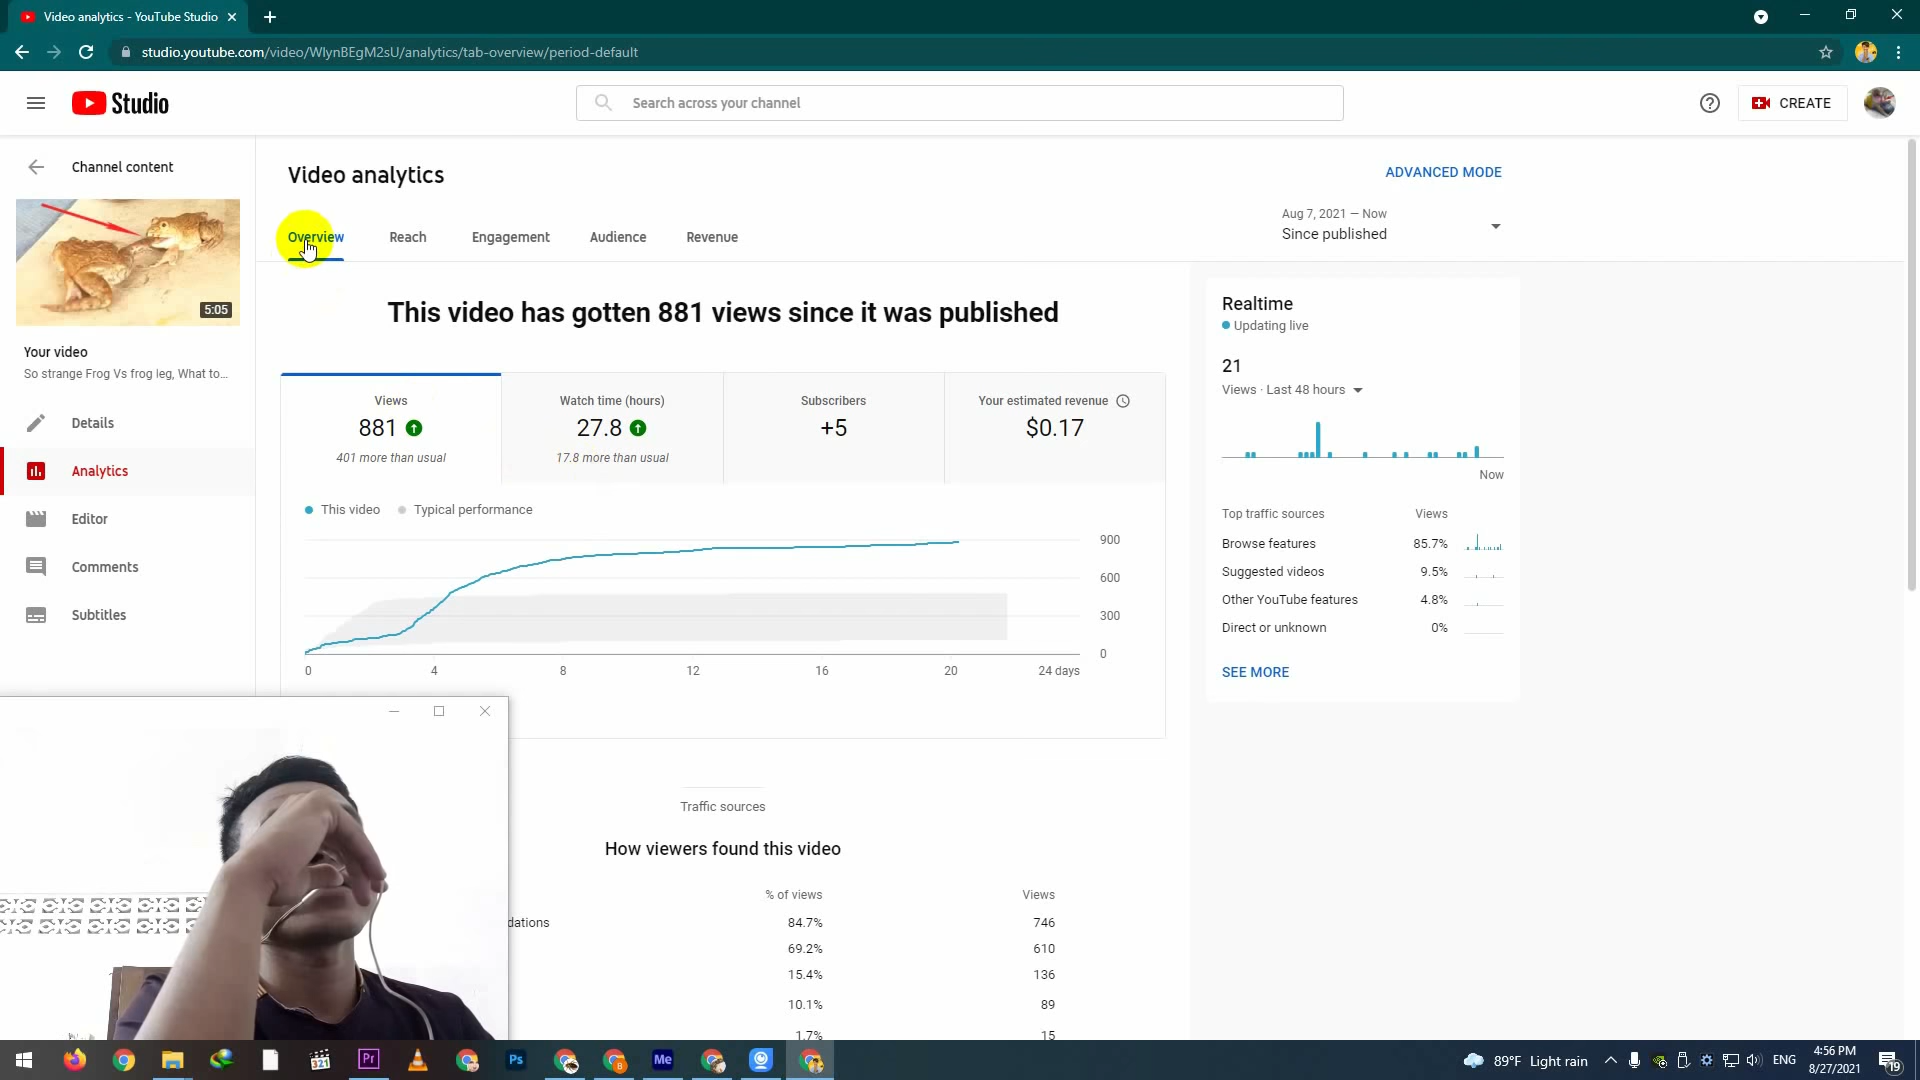 Video analytics - YouTube Studio
studio.youtube.com/video/WIynBEgM2sU/analytics/tab-overview/period-default
Studio
Search across your channel
CREATE
Channel content
5:05
Your video
So strange Frog Vs frog leg, What to...
Details
Analytics
Editor
Comments
Subtitles
Video analytics
ADVANCED MODE
Overview
Reach
Engagement
Audience
Revenue
Aug 7, 2021 — Now
Since published
This video has gotten 881 views since it was published
Views
881
401 more than usual
Watch time (hours)
27.8
17.8 more than usual
Subscribers
+5
Your estimated revenue
$0.17
This video
Typical performance
900
600
300
0
0 4 8 12 16 20 24 days
Realtime
Updating live
21
Views · Last 48 hours
Now
Top traffic sources Views
Browse features 85.7%
Suggested videos 9.5%
Other YouTube features 4.8%
Direct or unknown 0%
SEE MORE
Traffic sources
How viewers found this video
% of views Views
dations 84.7% 746
69.2% 610
15.4% 136
10.1% 89
1.7% 15
321
Pr
Ps
B
Me
89°F Light rain
ENG
4:56 PM
8/27/2021
19